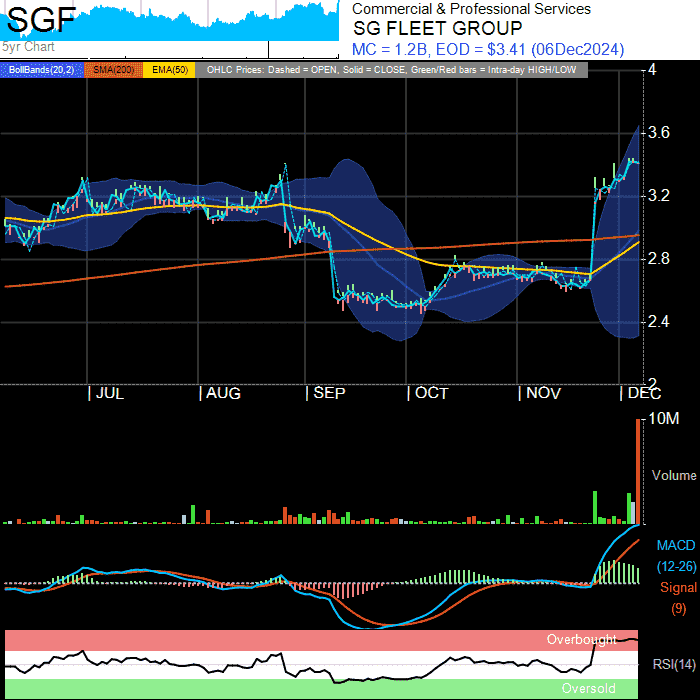 SGF
5yr Chart
Commercial & Professional Services
SG FLEET GROUP
MC = 1.2B, EOD = $3.41 (06Dec2024)
BollBands(20,2) SMA(200) EMA(50) OHLC Prices: Dashed = OPEN, Solid = CLOSE, Green/Red bars = Intra-day HIGH/LOW
4
3.6
3.2
2.8
2.4
2
| JUL | AUG | SEP | OCT | NOV | DEC
10M
Volume
MACD
(12-26)
Signal
(9)
Overbought
RSI(14)
Oversold